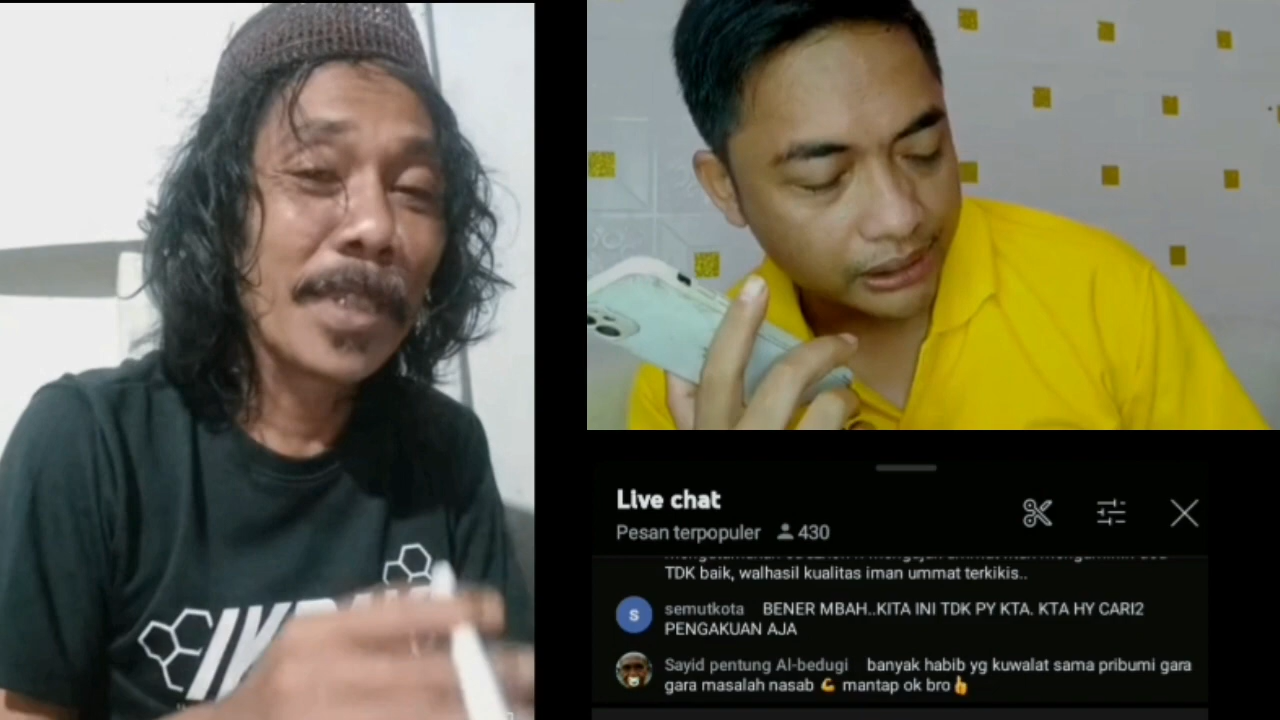 Live chat
Pesan terpopuler 430
TDK baik, walhasil kualitas iman ummat terkikis..
S semutkota BENER MBAH..KITA INI TDK PY KTA. KTA HY CARI2
PENGAKUAN AJA
Sayid pentung Al-bedugi banyak habib yg kuwalat sama pribumi gara
gara masalah nasab 💪 mantap ok bro👍